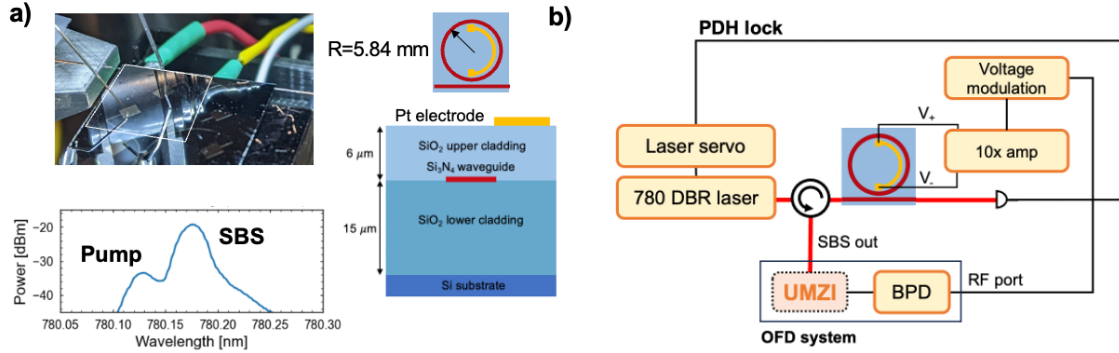 a)
R=5.84 mm
Pt electrode
6 μm
SiO₂ upper cladding
Si₃N₄ waveguide
15 μm
SiO₂ lower cladding
Si substrate
Power [dBm]
−20
−30
−40
Pump
SBS
780.05 780.10 780.15 780.20 780.25 780.30
Wavelength [nm]
b)
PDH lock
Voltage
modulation
V₊
Laser servo
10x amp
V₋
780 DBR laser
SBS out
UMZI
BPD
RF port
OFD system